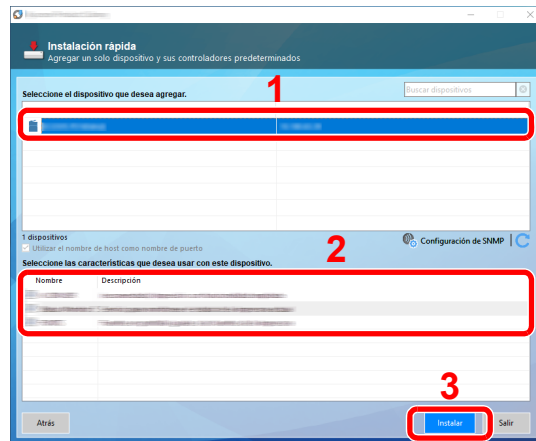 Instalación rápida
Agregar un solo dispositivo y sus controladores predeterminados
1
Seleccione el dispositivo que desea agregar.
Buscar dispositivos
1 dispositivos
Utilizar el nombre de host como nombre de puerto
Configuración de SNMP
2
Seleccione las características que desea usar con este dispositivo.
Nombre Descripción
3
Atrás
Instalar
Salir